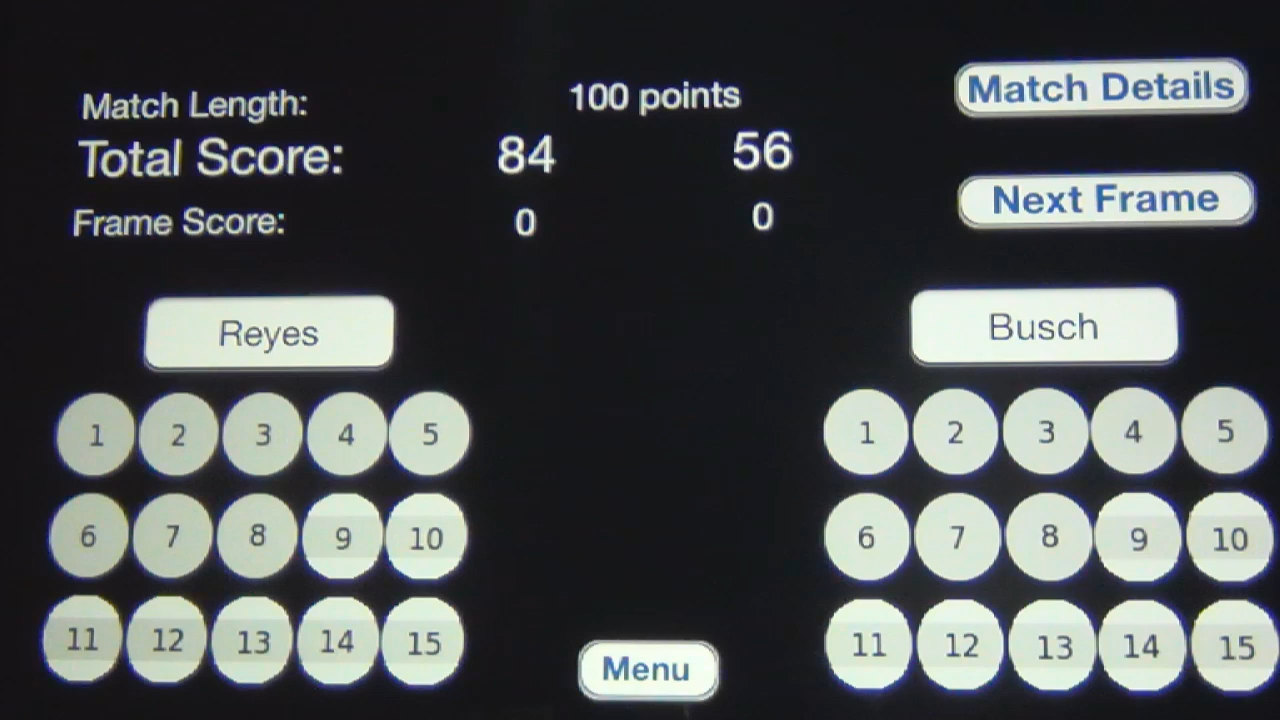 Match Length: 100 points
Match Details
Total Score: 84 56
Next Frame
Frame Score: 0 0
Reyes Busch
1 2 3 4 5 1 2 3 4 5
6 7 8 9 10 6 7 8 9 10
11 12 13 14 15 11 12 13 14 15
Menu